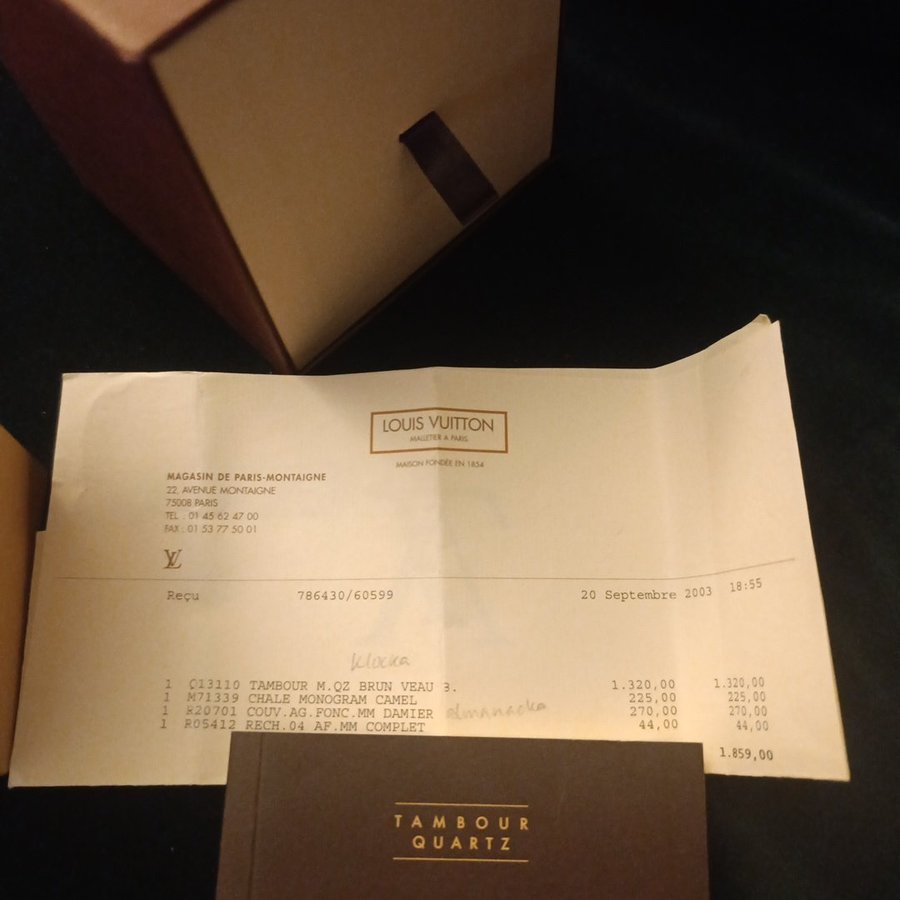 LOUIS VUITTON
MALLETIER A PARIS
MAISON FONDÉE EN 1854
MAGASIN DE PARIS-MONTAIGNE
22, AVENUE MONTAIGNE
75008 PARIS
TEL : 01 45 62 47 00
FAX : 01 53 77 50 01
LV
Reçu 786430/60599 20 Septembre 2003 18:55
klocka
1 Q13110 TAMBOUR M.QZ BRUN VEAU B. 1.320,00 1.320,00
1 M71339 CHALE MONOGRAM CAMEL 225,00 225,00
1 R20701 COUV.AG.FONC.MM DAMIER almanacka 270,00 270,00
1 R05412 RECH.04 AF.MM COMPLET 44,00 44,00
1.859,00
TAMBOUR
QUARTZ